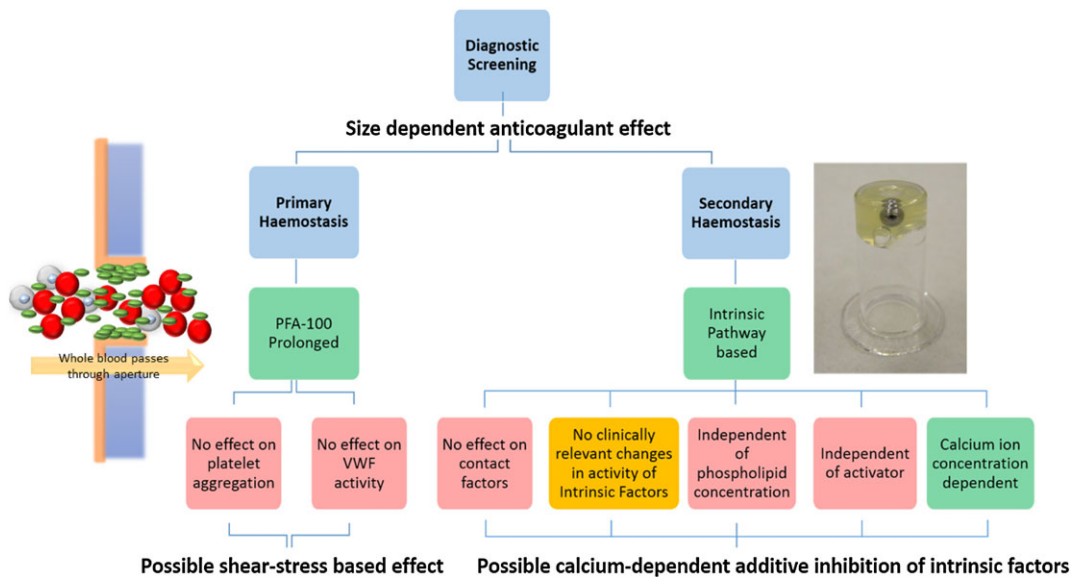 Diagnostic
Screening
Size dependent anticoagulant effect
Primary
Haemostasis
Secondary
Haemostasis
PFA-100
Prolonged
Intrinsic
Pathway
based
Whole blood passes
through aperture
No effect on
platelet
aggregation
No effect on
VWF
activity
No effect on
contact
factors
No clinically
relevant changes
in activity of
Intrinsic Factors
Independent
of
phospholipid
concentration
Independent
of activator
Calcium ion
concentration
dependent
Possible shear-stress based effect
Possible calcium-dependent additive inhibition of intrinsic factors